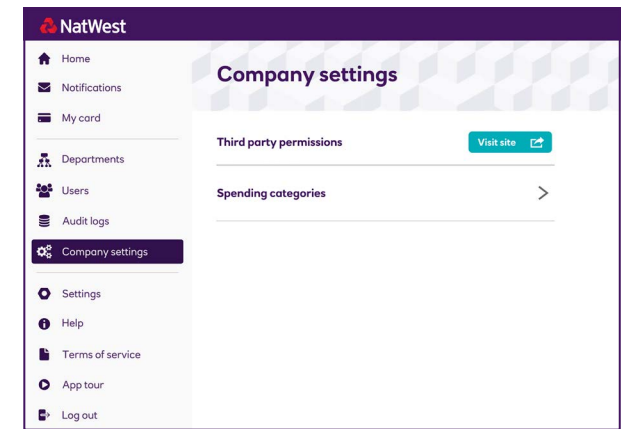 NatWest
Home
Notifications
My card
Departments
Users
Audit logs
Company settings
Settings
Help
Terms of service
App tour
Log out
Company settings
Third party permissions
Visit site
Spending categories